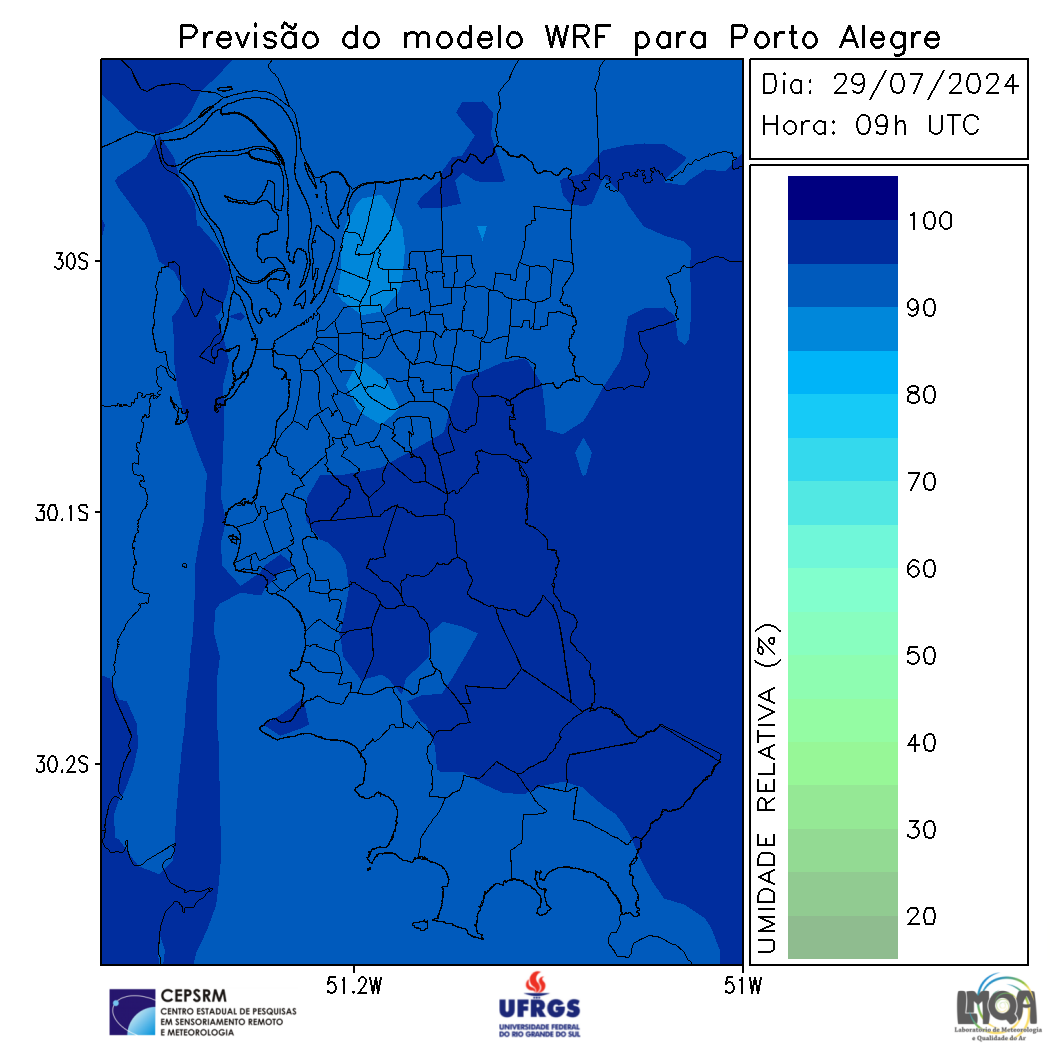 Previsão do modelo WRF para Porto Alegre
Dia: 29/07/2024
Hora: 09h UTC
30S
30.1S
30.2S
51.2W
51W
UMIDADE RELATIVA (%)
100
90
80
70
60
50
40
30
20
CEPSRM
CENTRO ESTADUAL DE PESQUISAS
EM SENSORIAMENTO REMOTO
E METEOROLOGIA
UFRGS
UNIVERSIDADE FEDERAL
DO RIO GRANDE DO SUL
LMQA
Laboratório de Meteorologia
e Qualidade do Ar